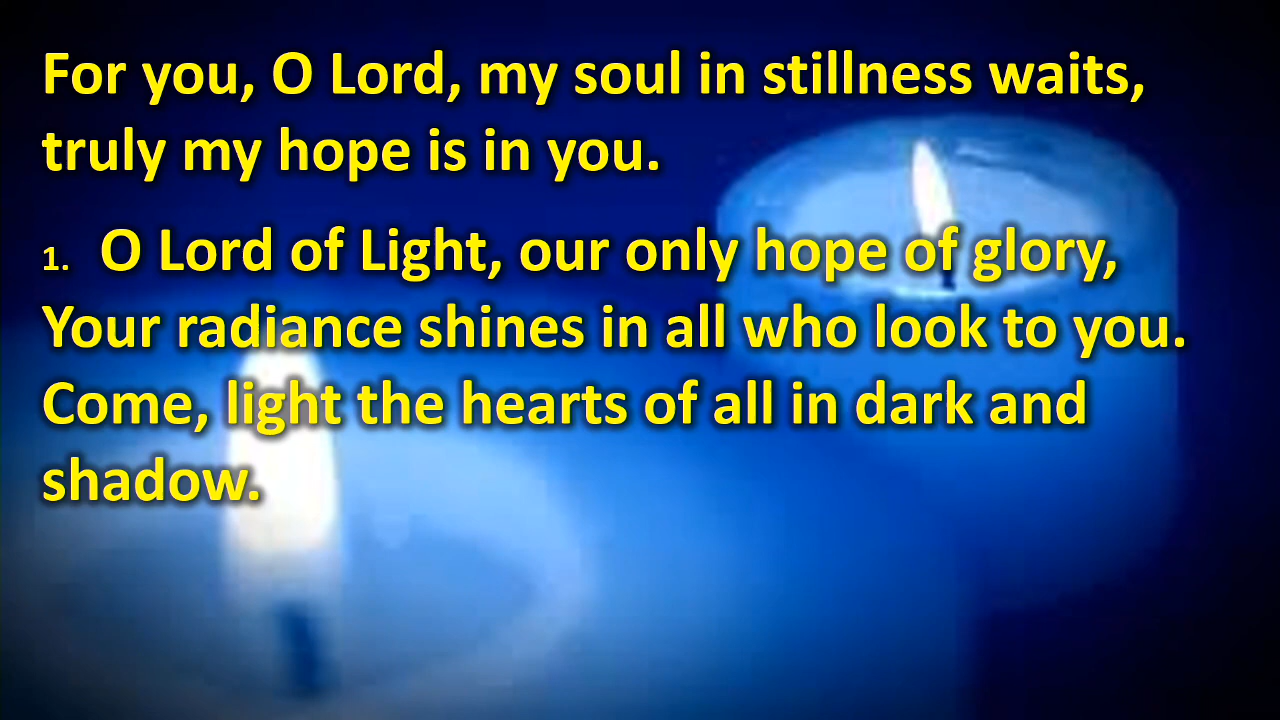 For you, O Lord, my soul in stillness waits,
truly my hope is in you.
1. O Lord of Light, our only hope of glory,
Your radiance shines in all who look to you.
Come, light the hearts of all in dark and
shadow.